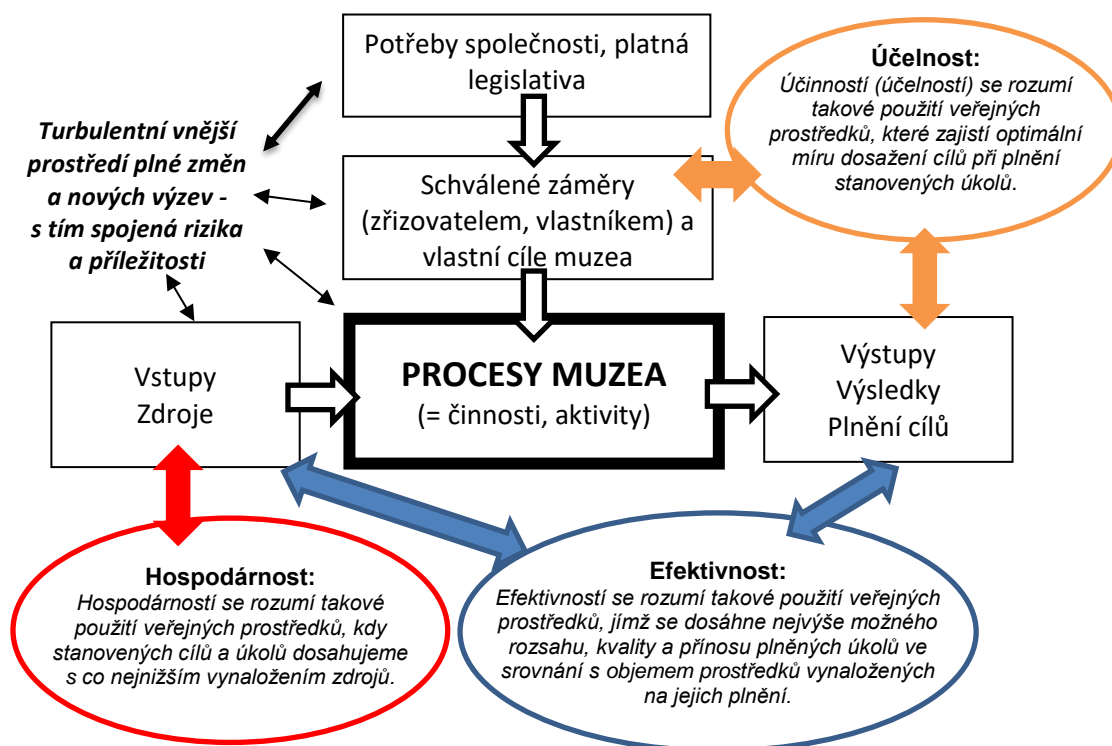 Potřeby společnosti, platná
legislativa
Účelnost:
Účinností (účelností) se rozumí
takové použití veřejných
prostředků, které zajistí optimální
míru dosažení cílů při plnění
stanovených úkolů.
Turbulentní vnější
prostředí plné změn
a nových výzev -
s tím spojená rizika
a příležitosti
Schválené záměry
(zřizovatelem, vlastníkem) a
vlastní cíle muzea
Vstupy
Zdroje
PROCESY MUZEA
(= činnosti, aktivity)
Výstupy
Výsledky
Plnění cílů
Hospodárnost:
Hospodárností se rozumí takové
použití veřejných prostředků, kdy
stanovených cílů a úkolů dosahujeme
s co nejnižším vynaložením zdrojů.
Efektivnost:
Efektivností se rozumí takové použití veřejných
prostředků, jímž se dosáhne nejvýše možného
rozsahu, kvality a přínosu plněných úkolů ve
srovnání s objemem prostředků vynaložených
na jejich plnění.